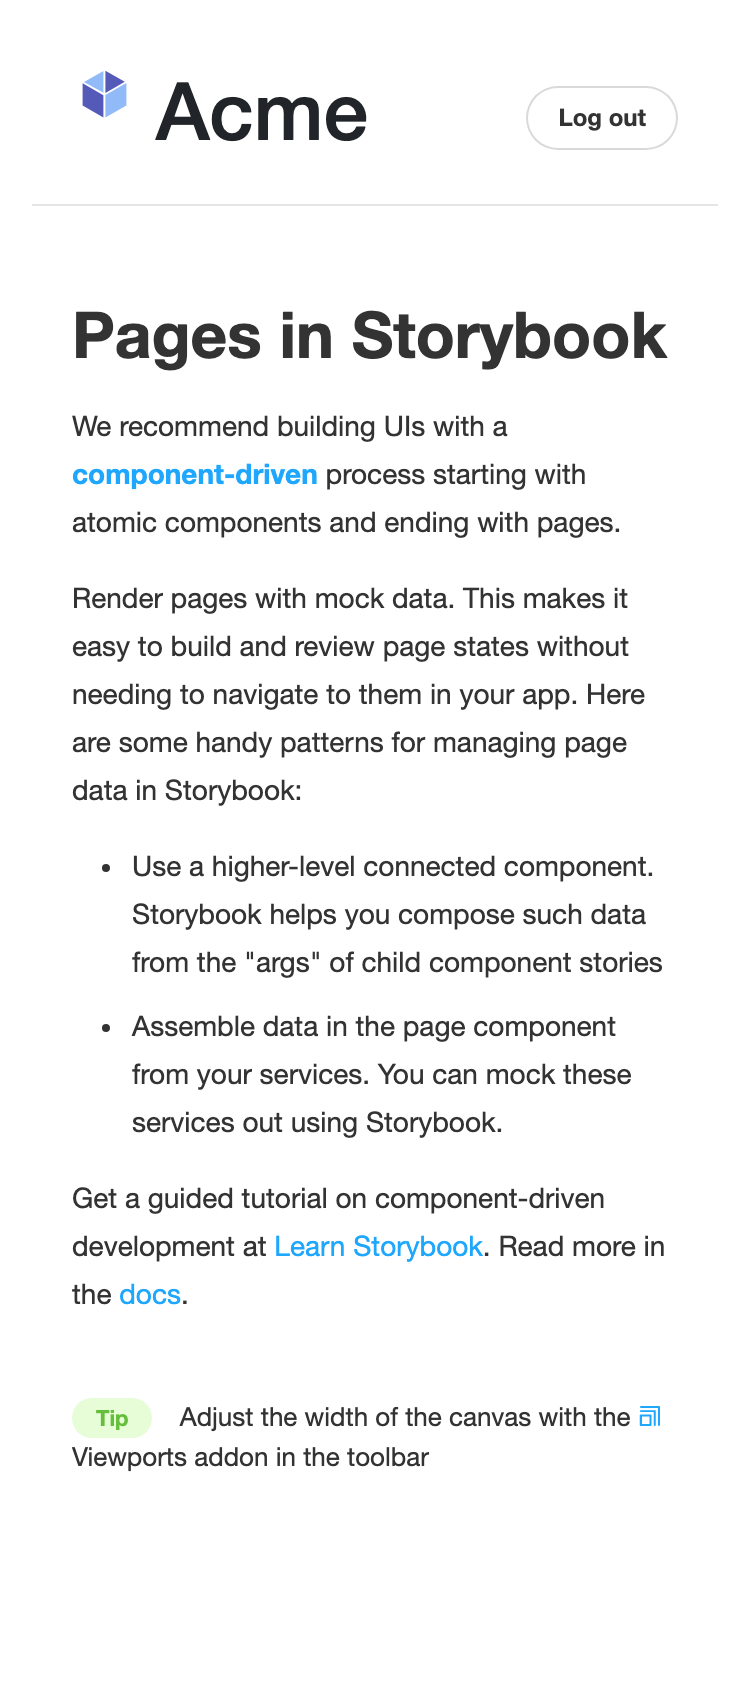 Acme
Log out
Pages in Storybook
We recommend building UIs with a
component-driven process starting with
atomic components and ending with pages.
Render pages with mock data. This makes it
easy to build and review page states without
needing to navigate to them in your app. Here
are some handy patterns for managing page
data in Storybook:
• Use a higher-level connected component.
Storybook helps you compose such data
from the "args" of child component stories
• Assemble data in the page component
from your services. You can mock these
services out using Storybook.
Get a guided tutorial on component-driven
development at Learn Storybook. Read more in
the docs.
Tip Adjust the width of the canvas with the
Viewports addon in the toolbar